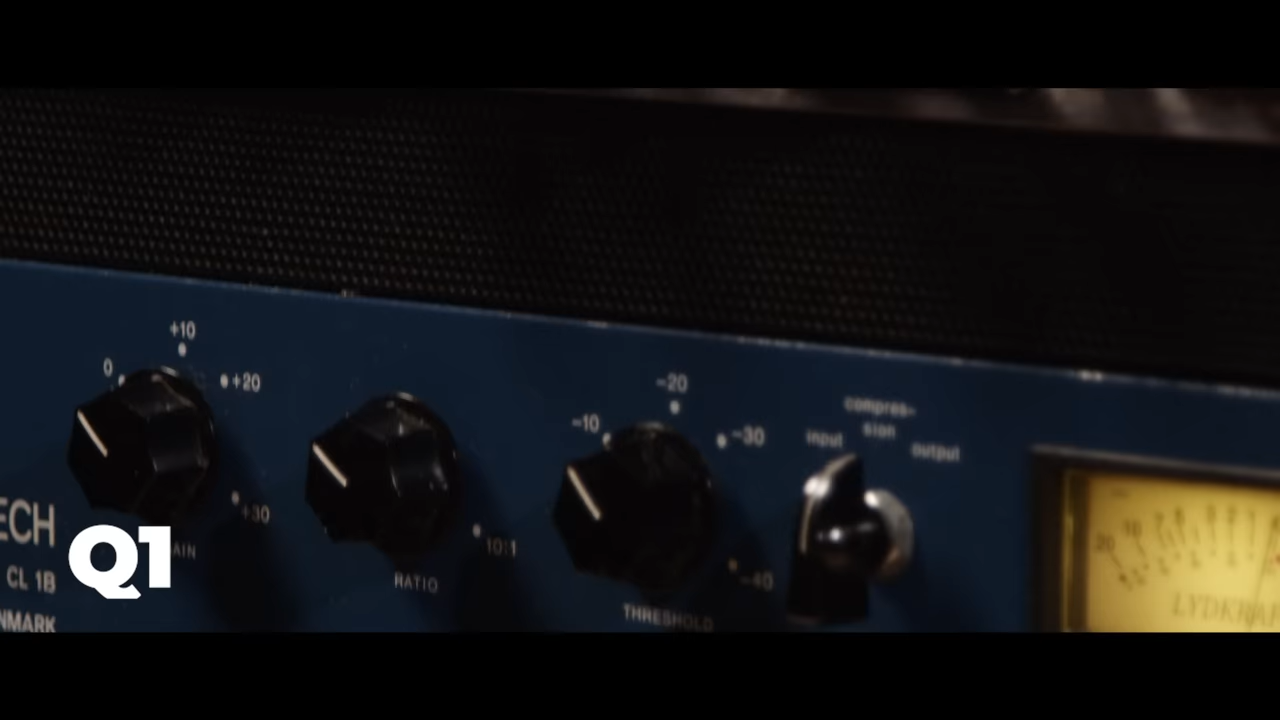 +10
0
+20
-20
compres-
-10
-30
sion
input
output
+30
ECH
Q1
AIN
10:1
CL 1B
RATIO
-40
NMARK
THRESHOLD